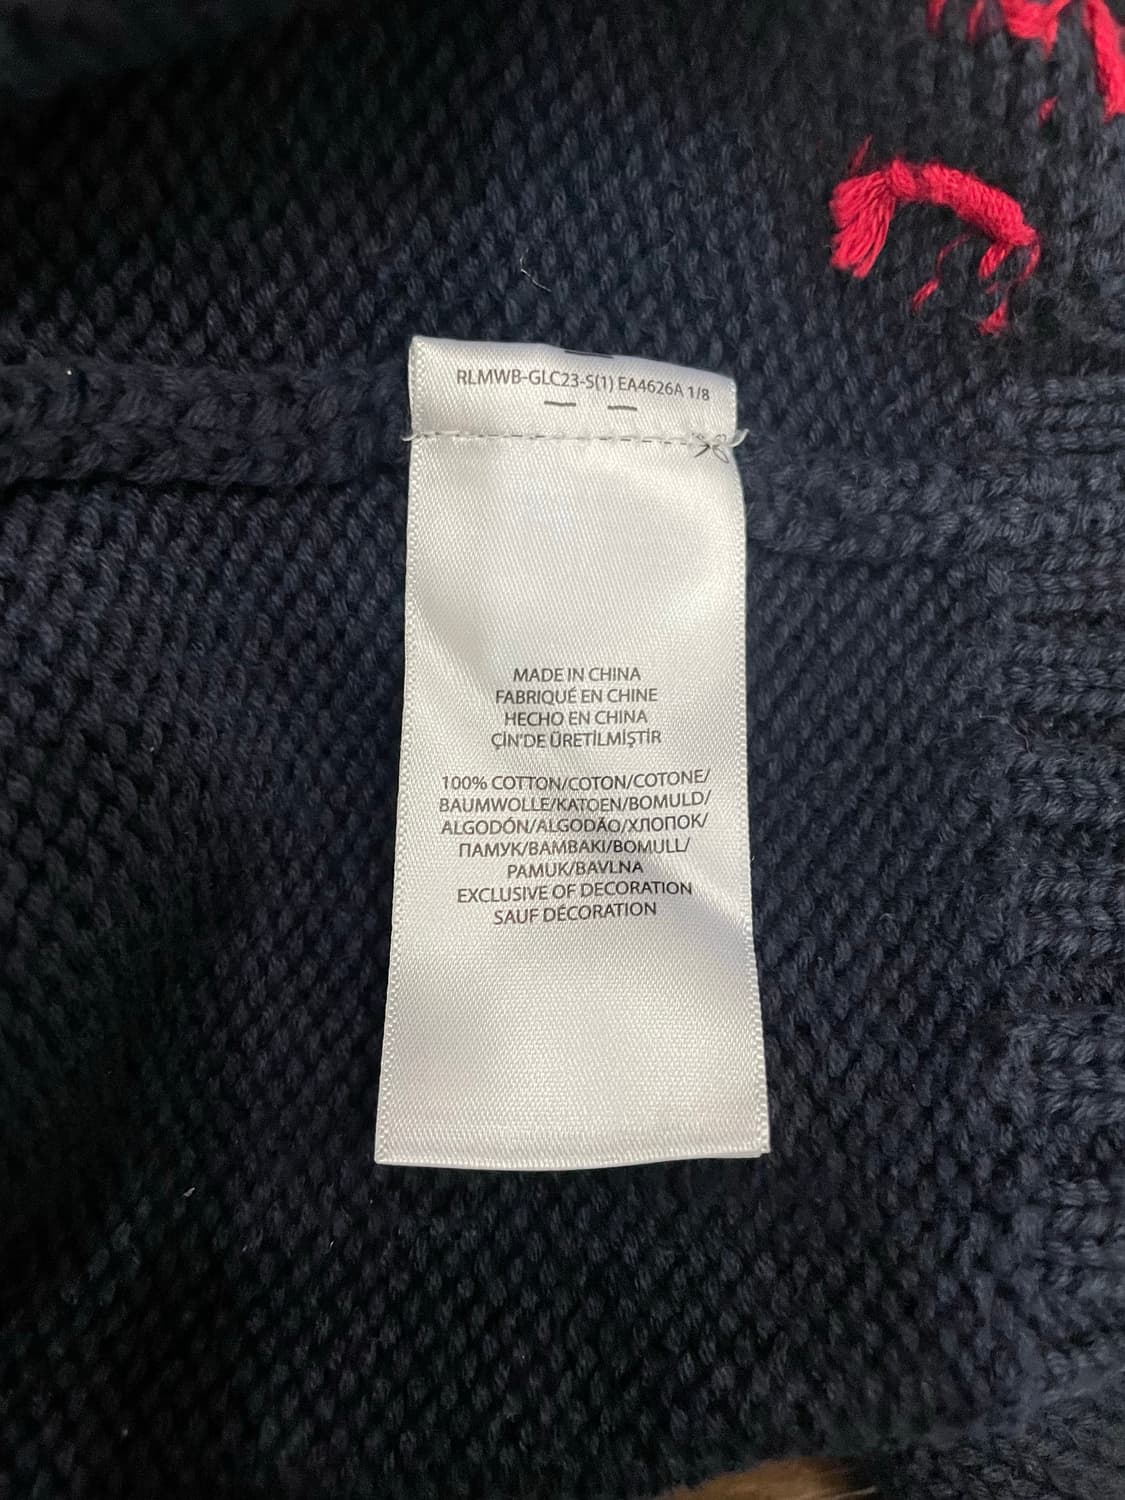 RLMWB-GLC23-S(1) EA4626A 1/8
MADE IN CHINA
FABRIQUÉ EN CHINE
HECHO EN CHINA
ÇİN'DE ÜRETİLMİŞTİR
100% COTTON/COTON/COTONE/
BAUMWOLLE/KATOEN/BOMULD/
ALGODÓN/ALGODÃO/ХЛОПОК/
ПАМУК/BAMBAKI/BOMULL/
PAMUK/BAVLNA
EXCLUSIVE OF DECORATION
SAUF DÉCORATION